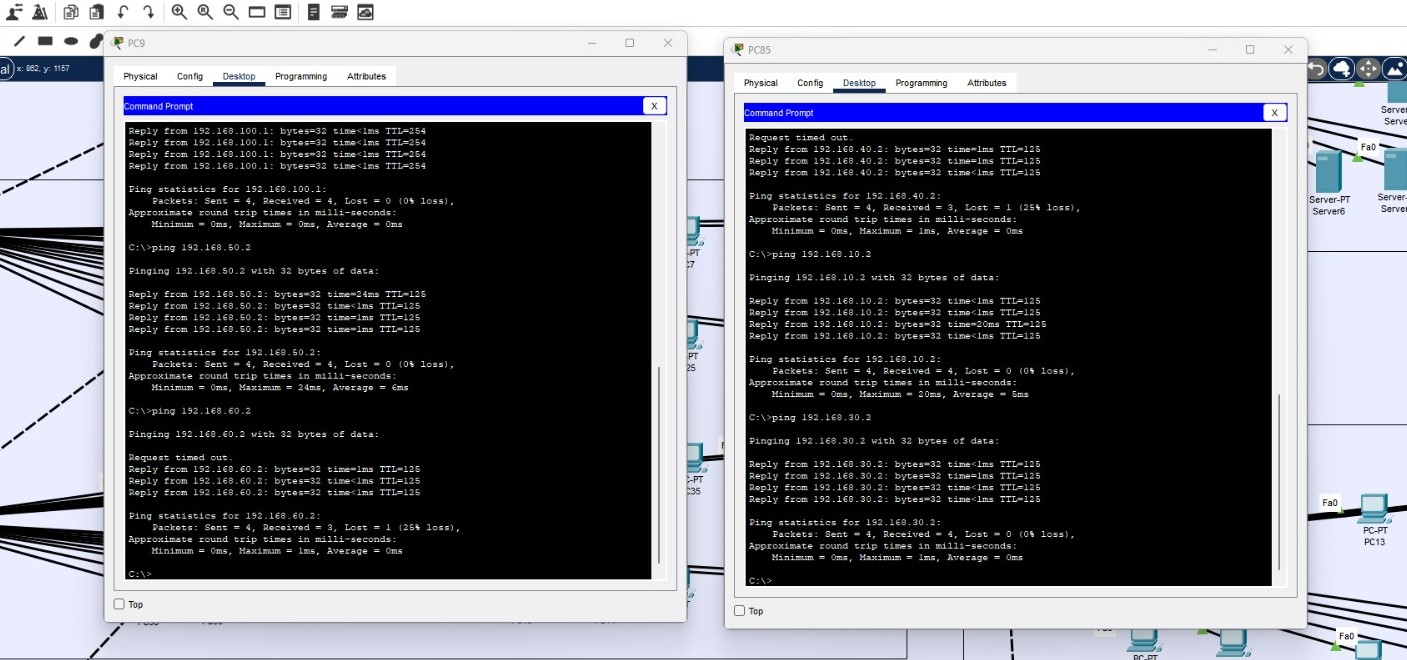 x: 862, y: 1157
PC9
Physical Config Desktop Programming Attributes
Command Prompt
X
Reply from 192.168.100.1: bytes=32 time<1ms TTL=254
Reply from 192.168.100.1: bytes=32 time<1ms TTL=254
Reply from 192.168.100.1: bytes=32 time<1ms TTL=254
Reply from 192.168.100.1: bytes=32 time<1ms TTL=254
Ping statistics for 192.168.100.1:
Packets: Sent = 4, Received = 4, Lost = 0 (0% loss),
Approximate round trip times in milli-seconds:
Minimum = 0ms, Maximum = 0ms, Average = 0ms
C:\>ping 192.168.50.2
Pinging 192.168.50.2 with 32 bytes of data:
Reply from 192.168.50.2: bytes=32 time=24ms TTL=125
Reply from 192.168.50.2: bytes=32 time<1ms TTL=125
Reply from 192.168.50.2: bytes=32 time=1ms TTL=125
Reply from 192.168.50.2: bytes=32 time<1ms TTL=125
Ping statistics for 192.168.50.2:
Packets: Sent = 4, Received = 4, Lost = 0 (0% loss),
Approximate round trip times in milli-seconds:
Minimum = 0ms, Maximum = 24ms, Average = 6ms
C:\>ping 192.168.60.2
Pinging 192.168.60.2 with 32 bytes of data:
Request timed out.
Reply from 192.168.60.2: bytes=32 time=1ms TTL=125
Reply from 192.168.60.2: bytes=32 time<1ms TTL=125
Reply from 192.168.60.2: bytes=32 time<1ms TTL=125
Ping statistics for 192.168.60.2:
Packets: Sent = 4, Received = 3, Lost = 1 (25% loss),
Approximate round trip times in milli-seconds:
Minimum = 0ms, Maximum = 1ms, Average = 0ms
C:\>
Top
PC85
Physical Config Desktop Programming Attributes
Command Prompt
X
Request timed out.
Reply from 192.168.40.2: bytes=32 time=1ms TTL=125
Reply from 192.168.40.2: bytes=32 time=1ms TTL=125
Reply from 192.168.40.2: bytes=32 time<1ms TTL=125
Ping statistics for 192.168.40.2:
Packets: Sent = 4, Received = 3, Lost = 1 (25% loss),
Approximate round trip times in milli-seconds:
Minimum = 0ms, Maximum = 1ms, Average = 0ms
C:\>ping 192.168.10.2
Pinging 192.168.10.2 with 32 bytes of data:
Reply from 192.168.10.2: bytes=32 time<1ms TTL=125
Reply from 192.168.10.2: bytes=32 time<1ms TTL=125
Reply from 192.168.10.2: bytes=32 time=20ms TTL=125
Reply from 192.168.10.2: bytes=32 time<1ms TTL=125
Ping statistics for 192.168.10.2:
Packets: Sent = 4, Received = 4, Lost = 0 (0% loss),
Approximate round trip times in milli-seconds:
Minimum = 0ms, Maximum = 20ms, Average = 5ms
C:\>ping 192.168.30.2
Pinging 192.168.30.2 with 32 bytes of data:
Reply from 192.168.30.2: bytes=32 time<1ms TTL=125
Reply from 192.168.30.2: bytes=32 time=1ms TTL=125
Reply from 192.168.30.2: bytes=32 time<1ms TTL=125
Reply from 192.168.30.2: bytes=32 time<1ms TTL=125
Ping statistics for 192.168.30.2:
Packets: Sent = 4, Received = 4, Lost = 0 (0% loss),
Approximate round trip times in milli-seconds:
Minimum = 0ms, Maximum = 1ms, Average = 0ms
C:\>
Top
Fa0
Server-PT
Server6
Fa0
PC-PT
PC13
Fa0